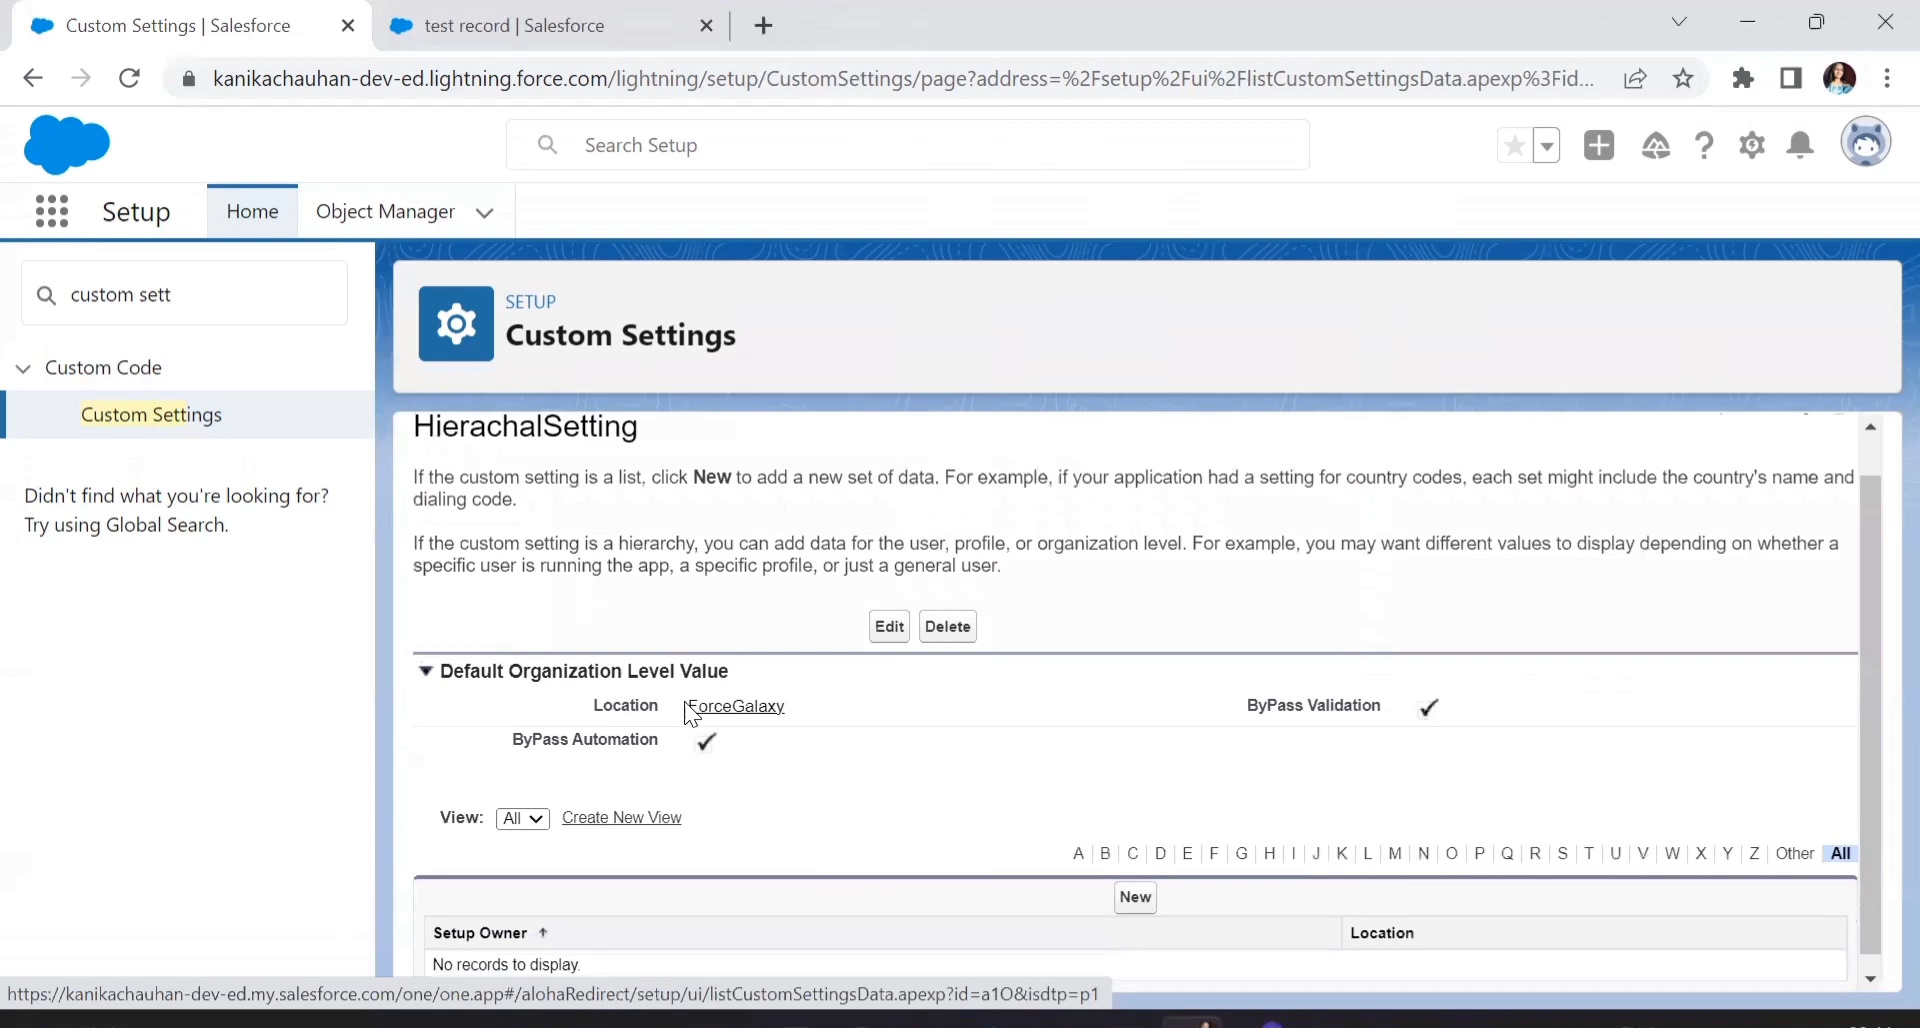 Custom Settings | Salesforce
test record | Salesforce
kanikachauhan-dev-ed.lightning.force.com/lightning/setup/CustomSettings/page?address=%2Fsetup%2Fui%2FlistCustomSettingsData.apexp%3Fid...
Search Setup
Setup
Home
Object Manager
custom sett
Custom Code
Custom Settings
Didn't find what you're looking for?
Try using Global Search.
SETUP
Custom Settings
HierachalSetting
If the custom setting is a list, click New to add a new set of data. For example, if your application had a setting for country codes, each set might include the country's name and
dialing code.
If the custom setting is a hierarchy, you can add data for the user, profile, or organization level. For example, you may want different values to display depending on whether a
specific user is running the app, a specific profile, or just a general user.
Edit Delete
Default Organization Level Value
Location ForceGalaxy ByPass Validation
ByPass Automation
View: All Create New View
A | B | C | D | E | F | G | H | I | J | K | L | M | N | O | P | Q | R | S | T | U | V | W | X | Y | Z | Other All
New
Setup Owner Location
No records to display.
https://kanikachauhan-dev-ed.my.salesforce.com/one/one.app#/alohaRedirect/setup/ui/listCustomSettingsData.apexp?id=a1O&isdtp=p1